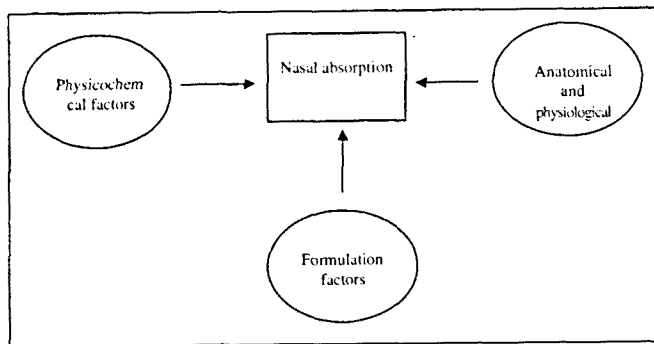 Physicochem
cal factors
Nasal absorption
Anatomical
and
physiological
Formulation
factors